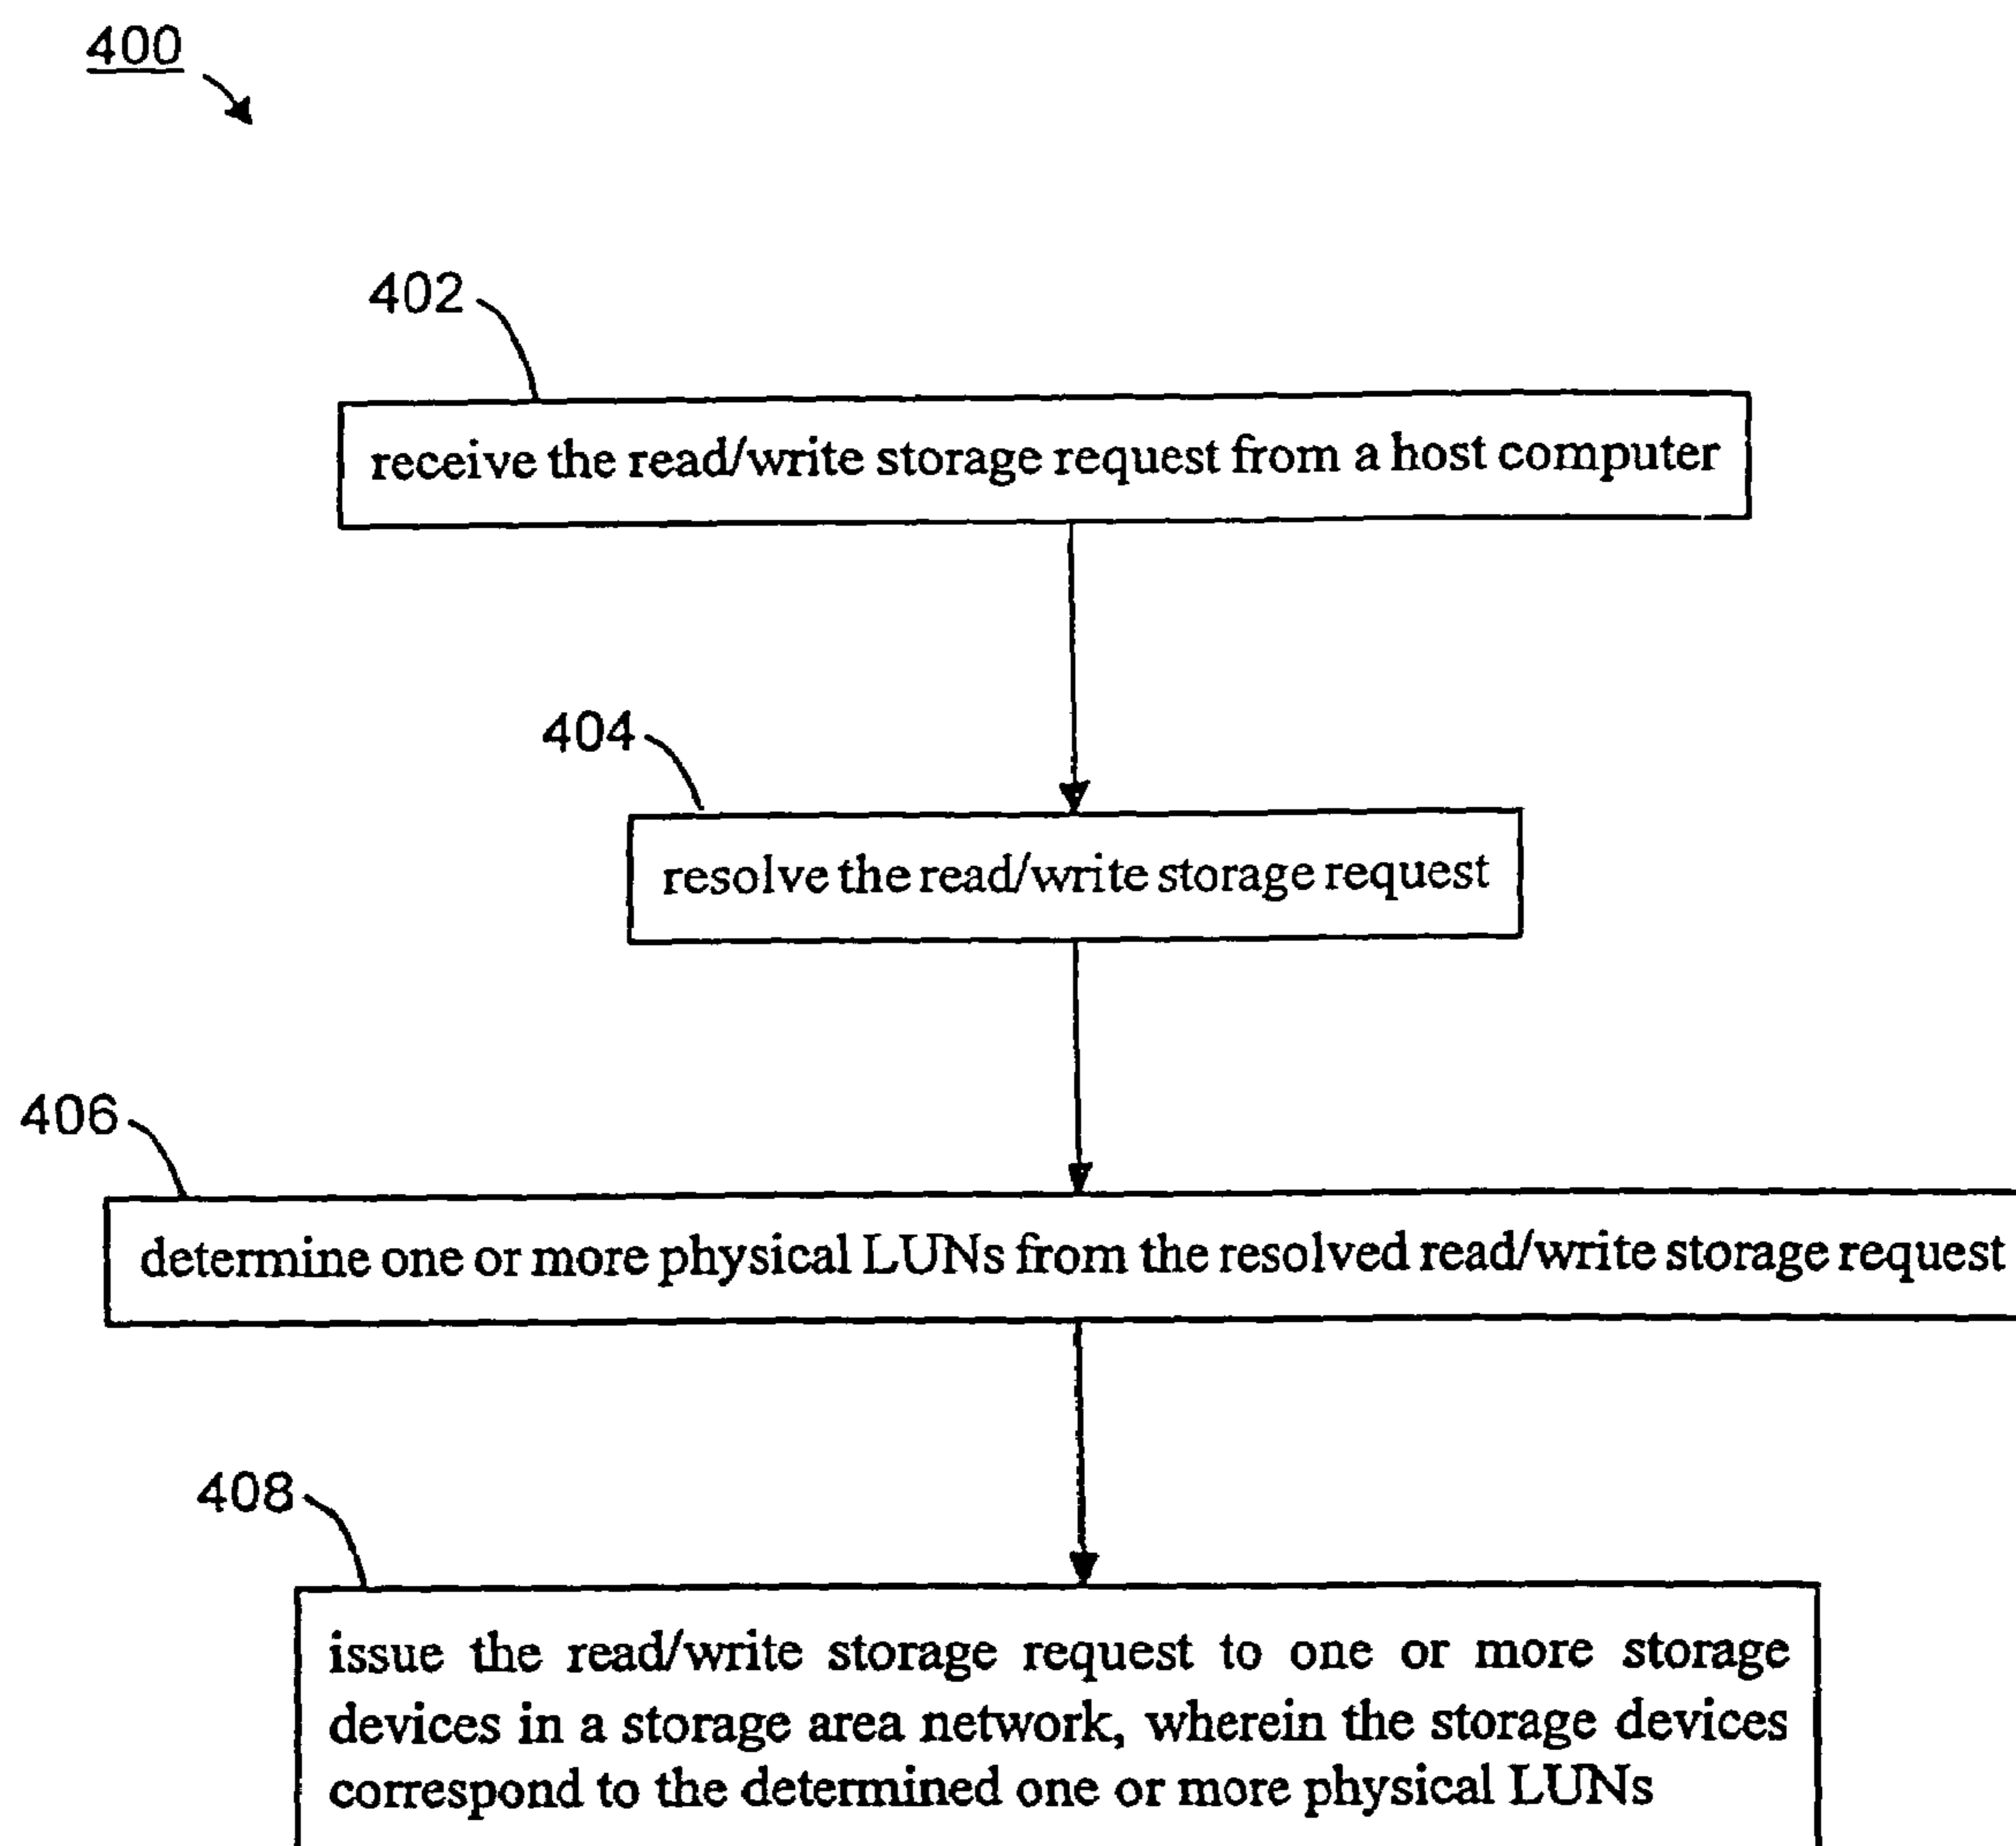 400
402
receive the read/write storage request from a host computer
404
resolve the read/write storage request
406
determine one or more physical LUNs from the resolved read/write storage request
408
issue the read/write storage request to one or more storage
devices in a storage area network, wherein the storage devices
correspond to the determined one or more physical LUNs